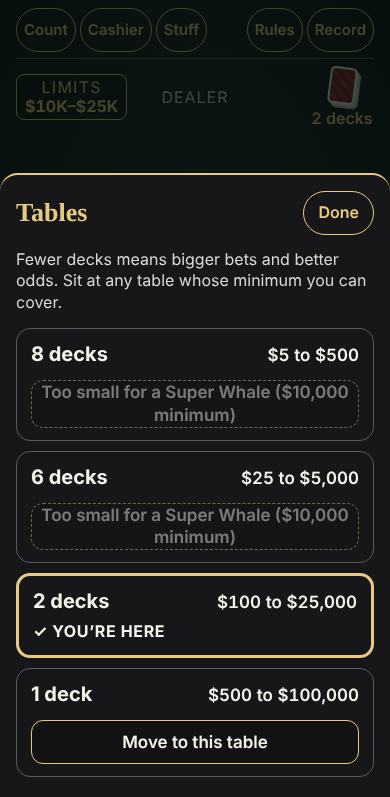 Count Cashier Stuff Rules Record
LIMITS
$10K–$25K
DEALER
2 decks
Tables
Done
Fewer decks means bigger bets and better
odds. Sit at any table whose minimum you can
cover.
8 decks $5 to $500
Too small for a Super Whale ($10,000
minimum)
6 decks $25 to $5,000
Too small for a Super Whale ($10,000
minimum)
2 decks $100 to $25,000
✓ YOU’RE HERE
1 deck $500 to $100,000
Move to this table